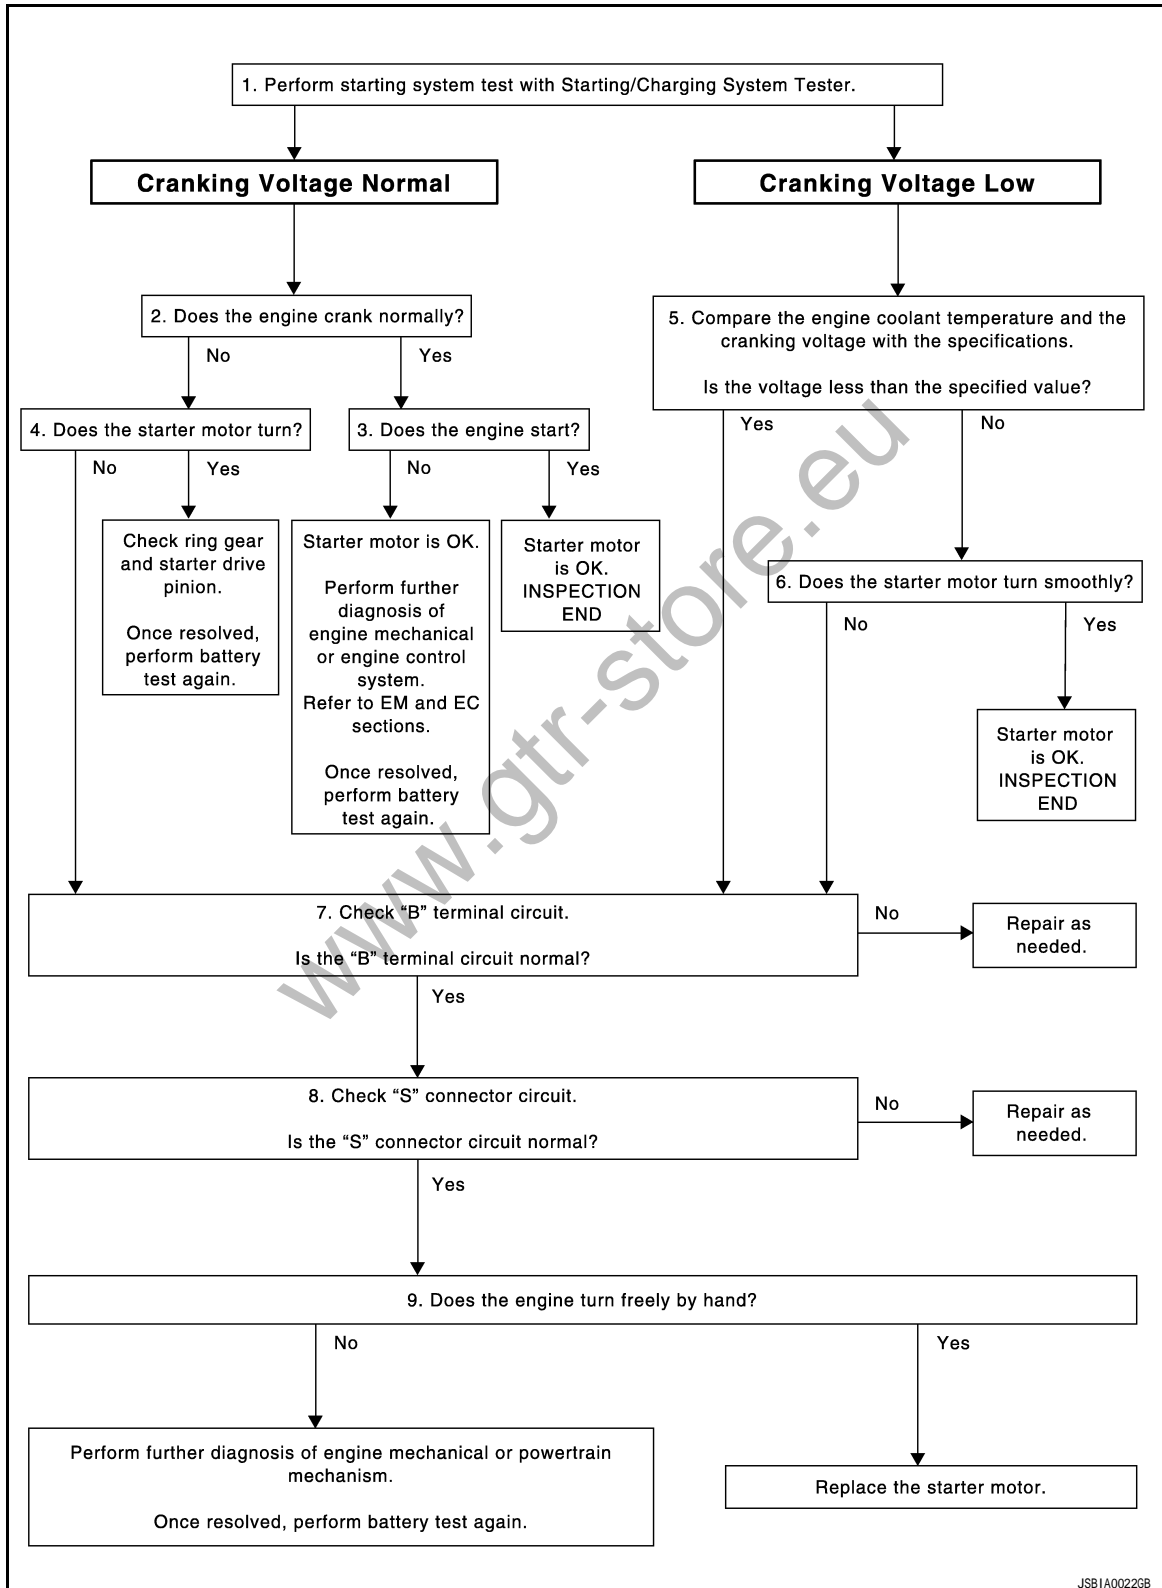 1. Perform starting system test with Starting/Charging System Tester.
Cranking Voltage Normal
Cranking Voltage Low
2. Does the engine crank normally?
No
Yes
5. Compare the engine coolant temperature and the
cranking voltage with the specifications.
Is the voltage less than the specified value?
Yes
No
4. Does the starter motor turn?
No
Yes
3. Does the engine start?
No
Yes
Check ring gear
and starter drive
pinion.
Once resolved,
perform battery
test again.
Starter motor is OK.
Perform further
diagnosis of
engine mechanical
or engine control
system.
Refer to EM and EC
sections.
Once resolved,
perform battery
test again.
Starter motor
is OK.
INSPECTION
END
6. Does the starter motor turn smoothly?
No
Yes
Starter motor
is OK.
INSPECTION
END
7. Check “B” terminal circuit.
Is the “B” terminal circuit normal?
No
Repair as
needed.
Yes
8. Check “S” connector circuit.
Is the “S” connector circuit normal?
No
Repair as
needed.
Yes
9. Does the engine turn freely by hand?
No
Yes
Perform further diagnosis of engine mechanical or powertrain
mechanism.
Once resolved, perform battery test again.
Replace the starter motor.
www.gtr-store.eu
JSBIA0022GB